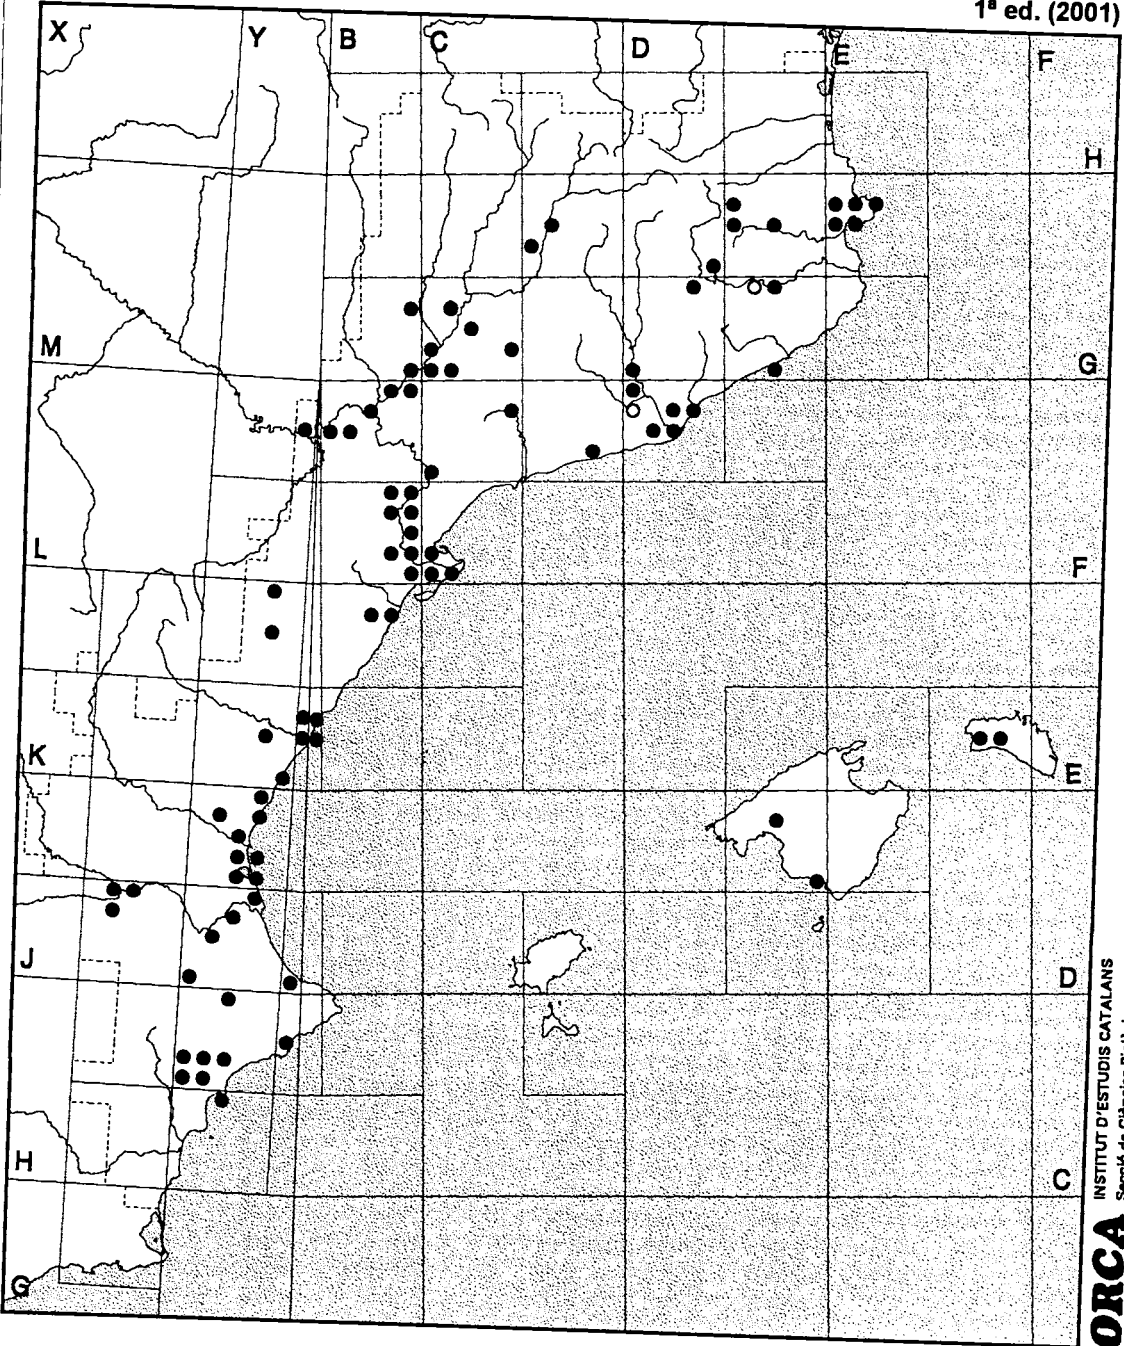 1ª ed. (2001)
X Y B C D E F
H
M G
L F
K E
J D
H C
G
INSTITUT D'ESTUDIS CATALANS
ORCA